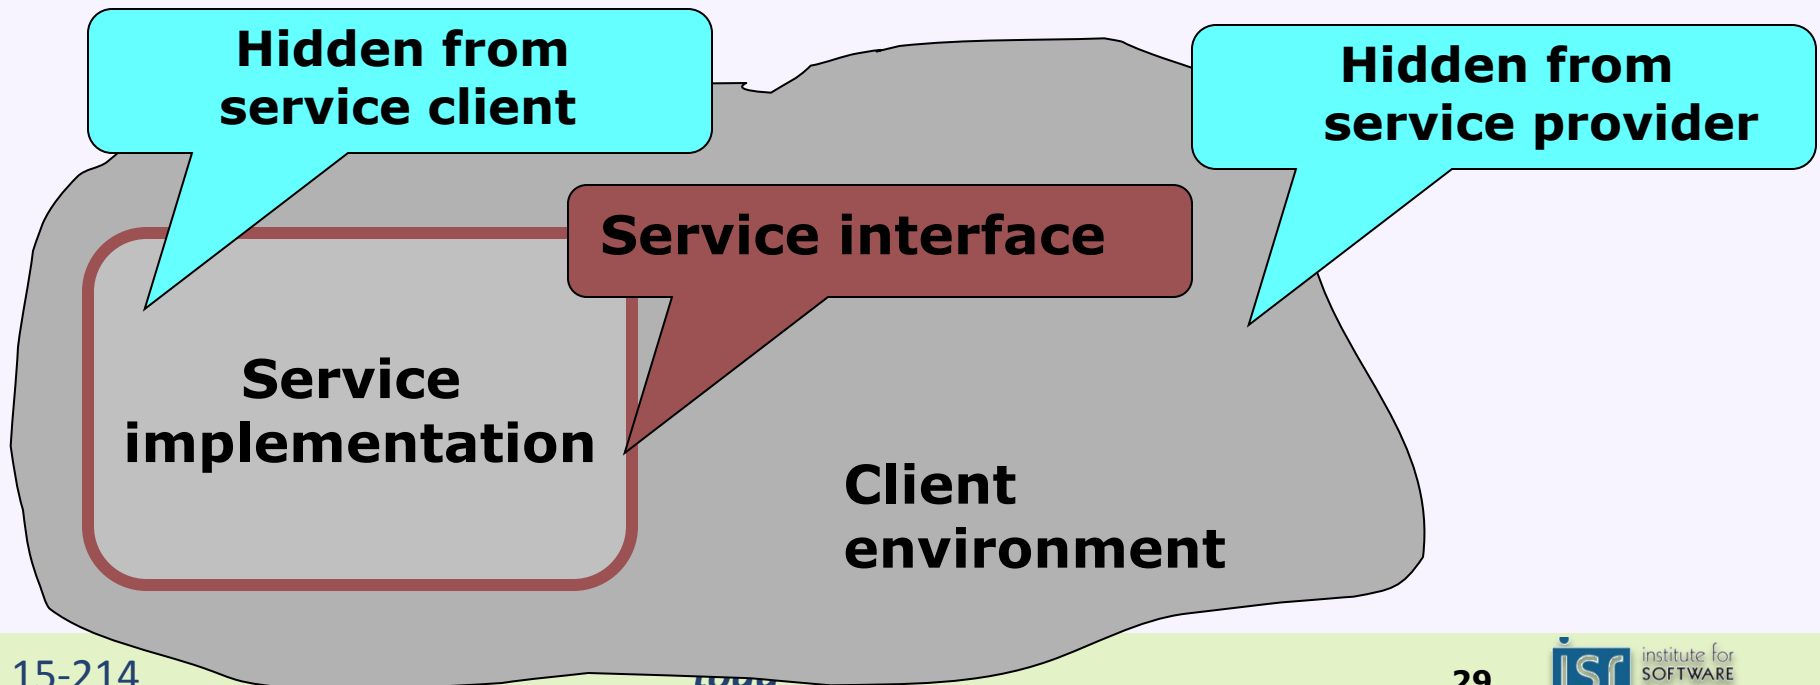 Hidden from
service client
Hidden from
service provider
Service interface
Service
implementation
Client
environment
15-214
29
isr
institute for
SOFTWARE